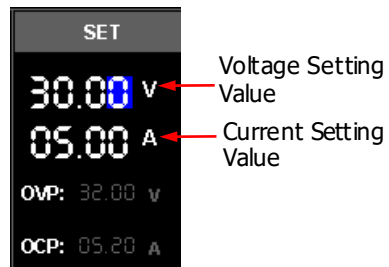 SET
30.00 V
05.00 A
OVP: 32.00 V
OCP: 05.20 A
Voltage Setting
Value
Current Setting
Value